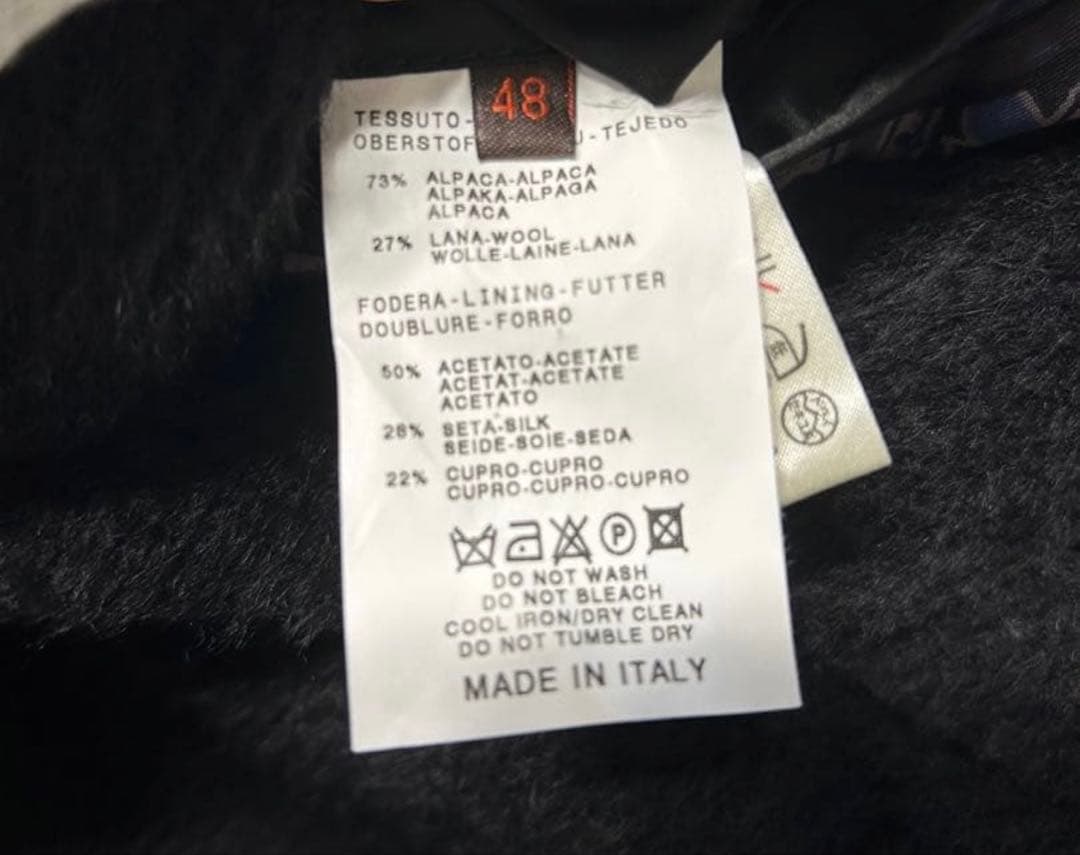 48
TESSUTO-
OBERSTOF U-TEJEDO
73% ALPACA-ALPACA
ALPAKA-ALPAGA
ALPACA
27% LANA-WOOL
WOLLE-LAINE-LANA
FODERA-LINING-FUTTER
DOUBLURE-FORRO
50% ACETATO-ACETATE
ACETAT-ACETATE
ACETATO
28% SETA-SILK
SEIDE-SOIE-SEDA
22% CUPRO-CUPRO
CUPRO-CUPRO-CUPRO
P
DO NOT WASH
DO NOT BLEACH
COOL IRON/DRY CLEAN
DO NOT TUMBLE DRY
MADE IN ITALY